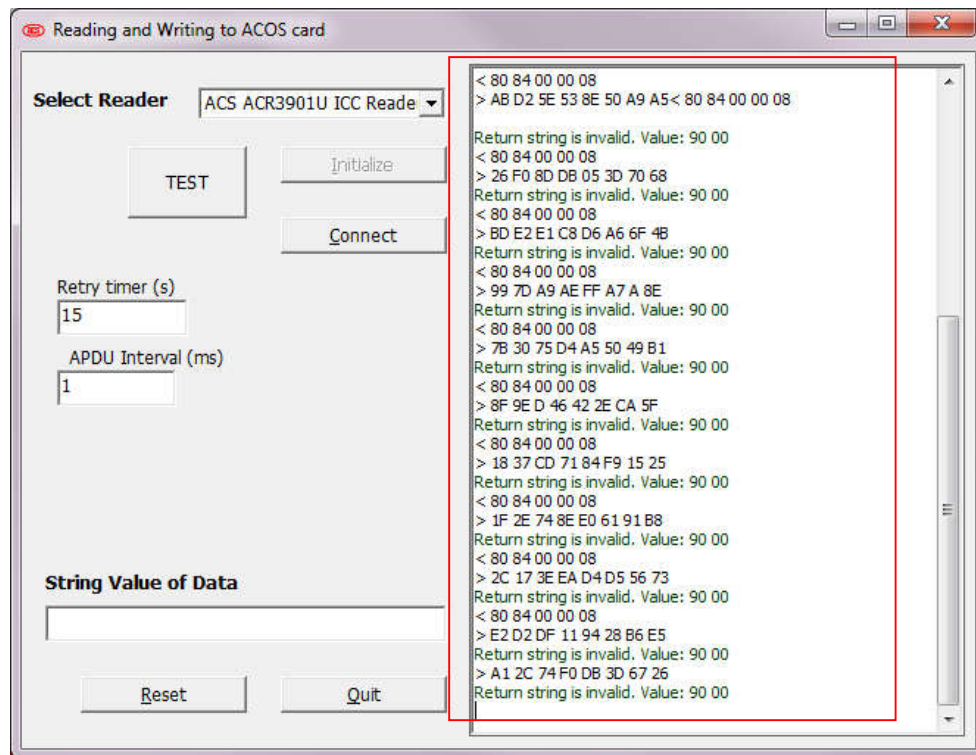 Reading and Writing to ACOS card
Select Reader
ACS ACR3901U ICC Reade
TEST
Initialize
Connect
Retry timer (s)
15
APDU Interval (ms)
1
String Value of Data
Reset
Quit
< 80 84 00 00 08
> AB D2 5E 53 8E 50 A9 A5< 80 84 00 00 08
Return string is invalid. Value: 90 00
< 80 84 00 00 08
> 26 F0 8D DB 05 3D 70 68
Return string is invalid. Value: 90 00
< 80 84 00 00 08
> BD E2 E1 C8 D6 A6 6F 4B
Return string is invalid. Value: 90 00
< 80 84 00 00 08
> 99 7D A9 AE FF A7 A 8E
Return string is invalid. Value: 90 00
< 80 84 00 00 08
> 7B 30 75 D4 A5 50 49 B1
Return string is invalid. Value: 90 00
< 80 84 00 00 08
> 8F 9E D 46 42 2E CA 5F
Return string is invalid. Value: 90 00
< 80 84 00 00 08
> 18 37 CD 71 84 F9 15 25
Return string is invalid. Value: 90 00
< 80 84 00 00 08
> 1F 2E 74 8E E0 61 91 B8
Return string is invalid. Value: 90 00
< 80 84 00 00 08
> 2C 17 3E EA D4 D5 56 73
Return string is invalid. Value: 90 00
< 80 84 00 00 08
> E2 D2 DF 11 94 28 B6 E5
Return string is invalid. Value: 90 00
> A1 2C 74 F0 DB 3D 67 26
Return string is invalid. Value: 90 00